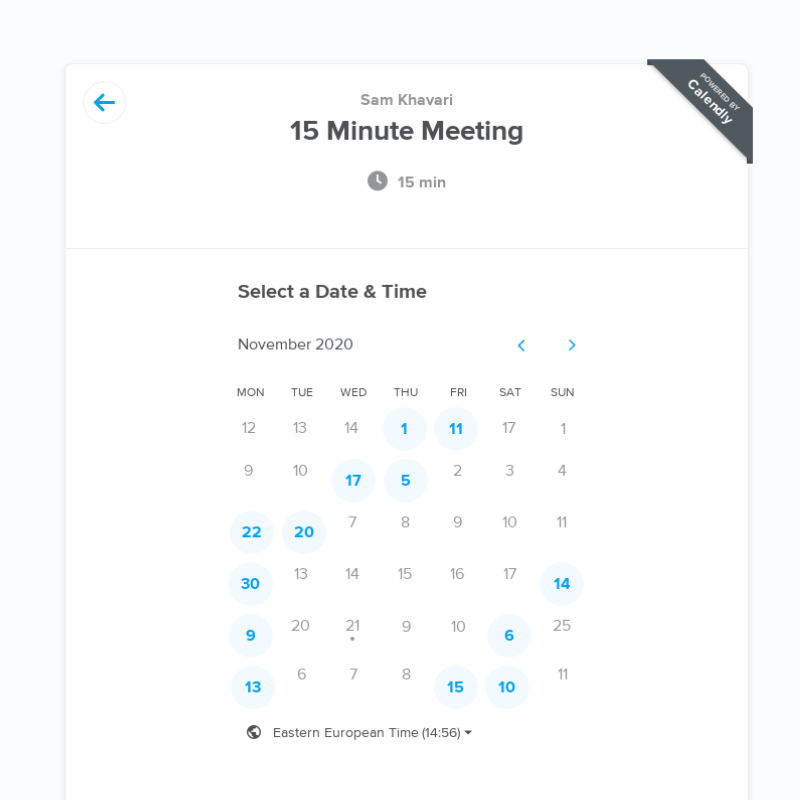 POWERED BY
Calendly
Sam Khavari
15 Minute Meeting
15 min
Select a Date & Time
November 2020
MON TUE WED THU FRI SAT SUN
12 13 14 1 11 17 1
9 10 17 5 2 3 4
22 20 7 8 9 10 11
30 13 14 15 16 17 14
9 20 21 9 10 6 25
13 6 7 8 15 10 11
Eastern European Time (14:56)